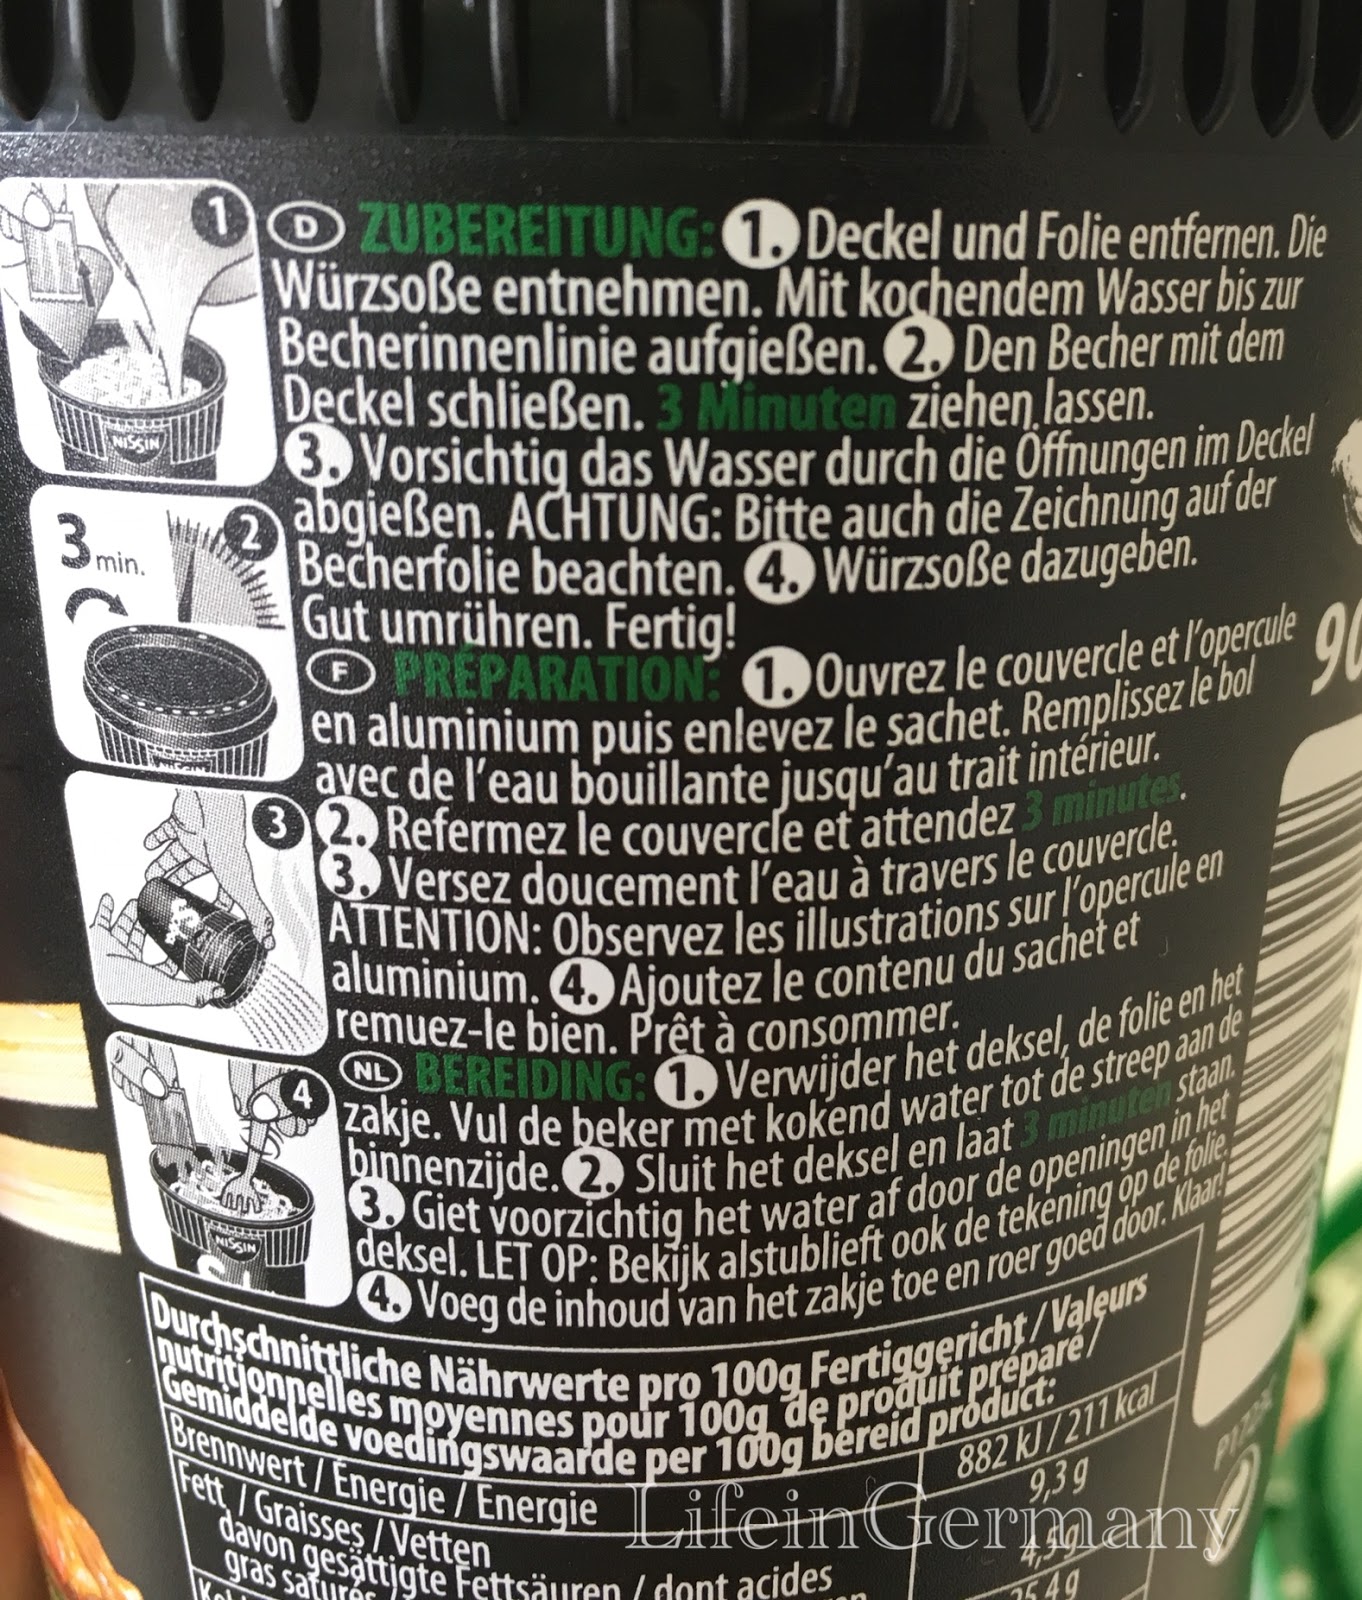 1
D ZUBEREITUNG: 1. Deckel und Folie entfernen. Die
Würzsoße entnehmen. Mit kochendem Wasser bis zur
Becherinnenlinie aufgießen. 2. Den Becher mit dem
Deckel schließen. 3 Minuten ziehen lassen.
3. Vorsichtig das Wasser durch die Öffnungen im Deckel
abgießen. ACHTUNG: Bitte auch die Zeichnung auf der
Becherfolie beachten. 4. Würzsoße dazugeben.
Gut umrühren. Fertig!
NISSIN
3 min.
2
F PRÉPARATION: 1. Ouvrez le couvercle et l'opercule
en aluminium puis enlevez le sachet. Remplissez le bol
avec de l'eau bouillante jusqu'au trait intérieur.
2. Refermez le couvercle et attendez 3 minutes.
3. Versez doucement l'eau à travers le couvercle.
ATTENTION: Observez les illustrations sur l'opercule en
aluminium. 4. Ajoutez le contenu du sachet et
remuez-le bien. Prêt à consommer.
3
NL BEREIDING: 1. Verwijder het deksel, de folie en het
zakje. Vul de beker met kokend water tot de streep aan de
binnenzijde. 2. Sluit het deksel en laat 3 minuten staan.
3. Giet voorzichtig het water af door de openingen in het
deksel. LET OP: Bekijk alstublieft ook de tekening op de folie.
4. Voeg de inhoud van het zakje toe en roer goed door. Klaar!
4
NISSIN
Durchschnittliche Nährwerte pro 100g Fertiggericht / Valeurs
nutritionnelles moyennes pour 100g de produit préparé /
Gemiddelde voedingswaarde per 100g bereid product:
Brennwert / Énergie / Energie 882 kJ / 211 kcal
Fett / Graisses / Vetten 9,3 g
davon gesättigte Fettsäuren / dont acides 4,5 g
gras saturés
LifeinGermany